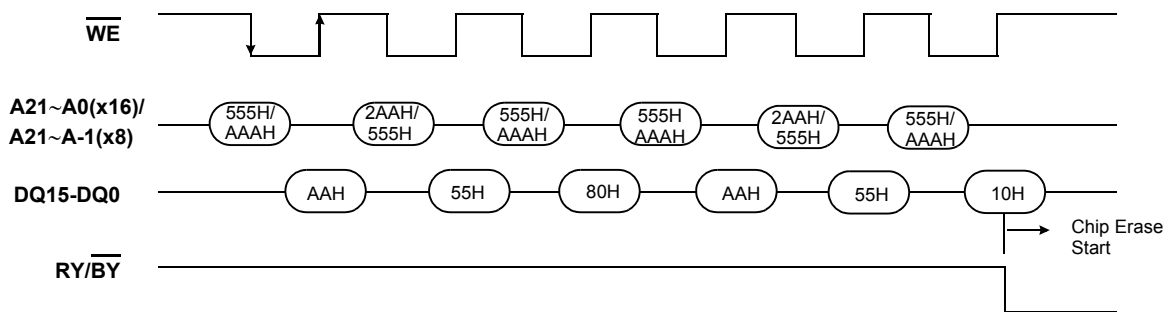 WE
A21~A0(x16)/
A21~A-1(x8)
555H/
AAAH
2AAH/
555H
555H/
AAAH
555H
AAAH
2AAH/
555H
555H/
AAAH
DQ15-DQ0
AAH
55H
80H
AAH
55H
10H
Chip Erase
Start
RY/BY